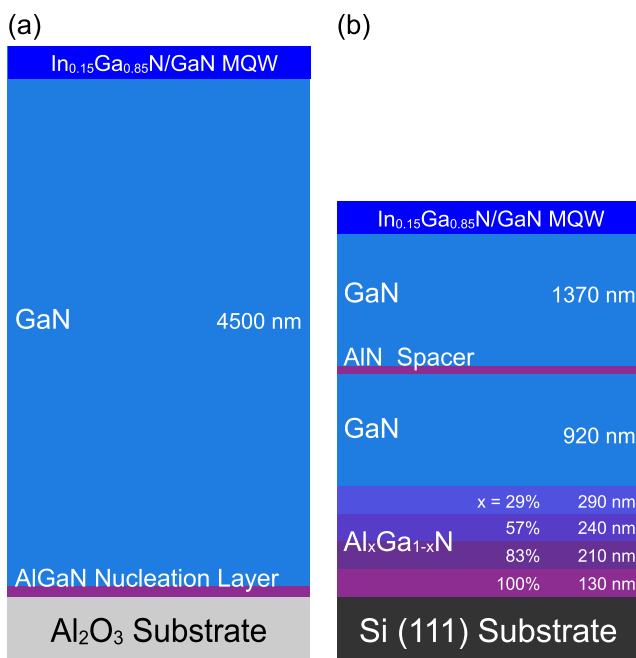 (a)
In₀.₁₅Ga₀.₈₅N/GaN MQW
GaN 4500 nm
AlGaN Nucleation Layer
Al₂O₃ Substrate
(b)
In₀.₁₅Ga₀.₈₅N/GaN MQW
GaN 1370 nm
AlN Spacer
GaN 920 nm
x = 29% 290 nm
57% 240 nm
AlₓGa₁₋ₓN
83% 210 nm
100% 130 nm
Si (111) Substrate